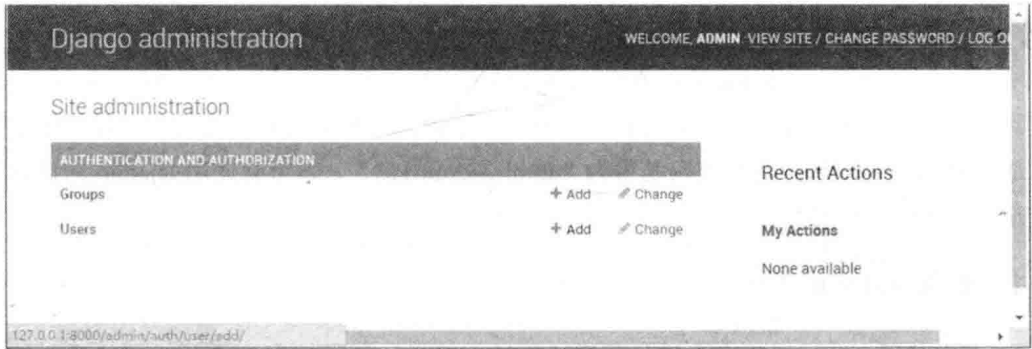 Django administration
WELCOME, ADMIN. VIEW SITE / CHANGE PASSWORD / LOG O
Site administration
AUTHENTICATION AND AUTHORIZATION
Groups + Add Change
Users + Add Change
Recent Actions
My Actions
None available
127.0.0.1:8000/admin/auth/user/add/